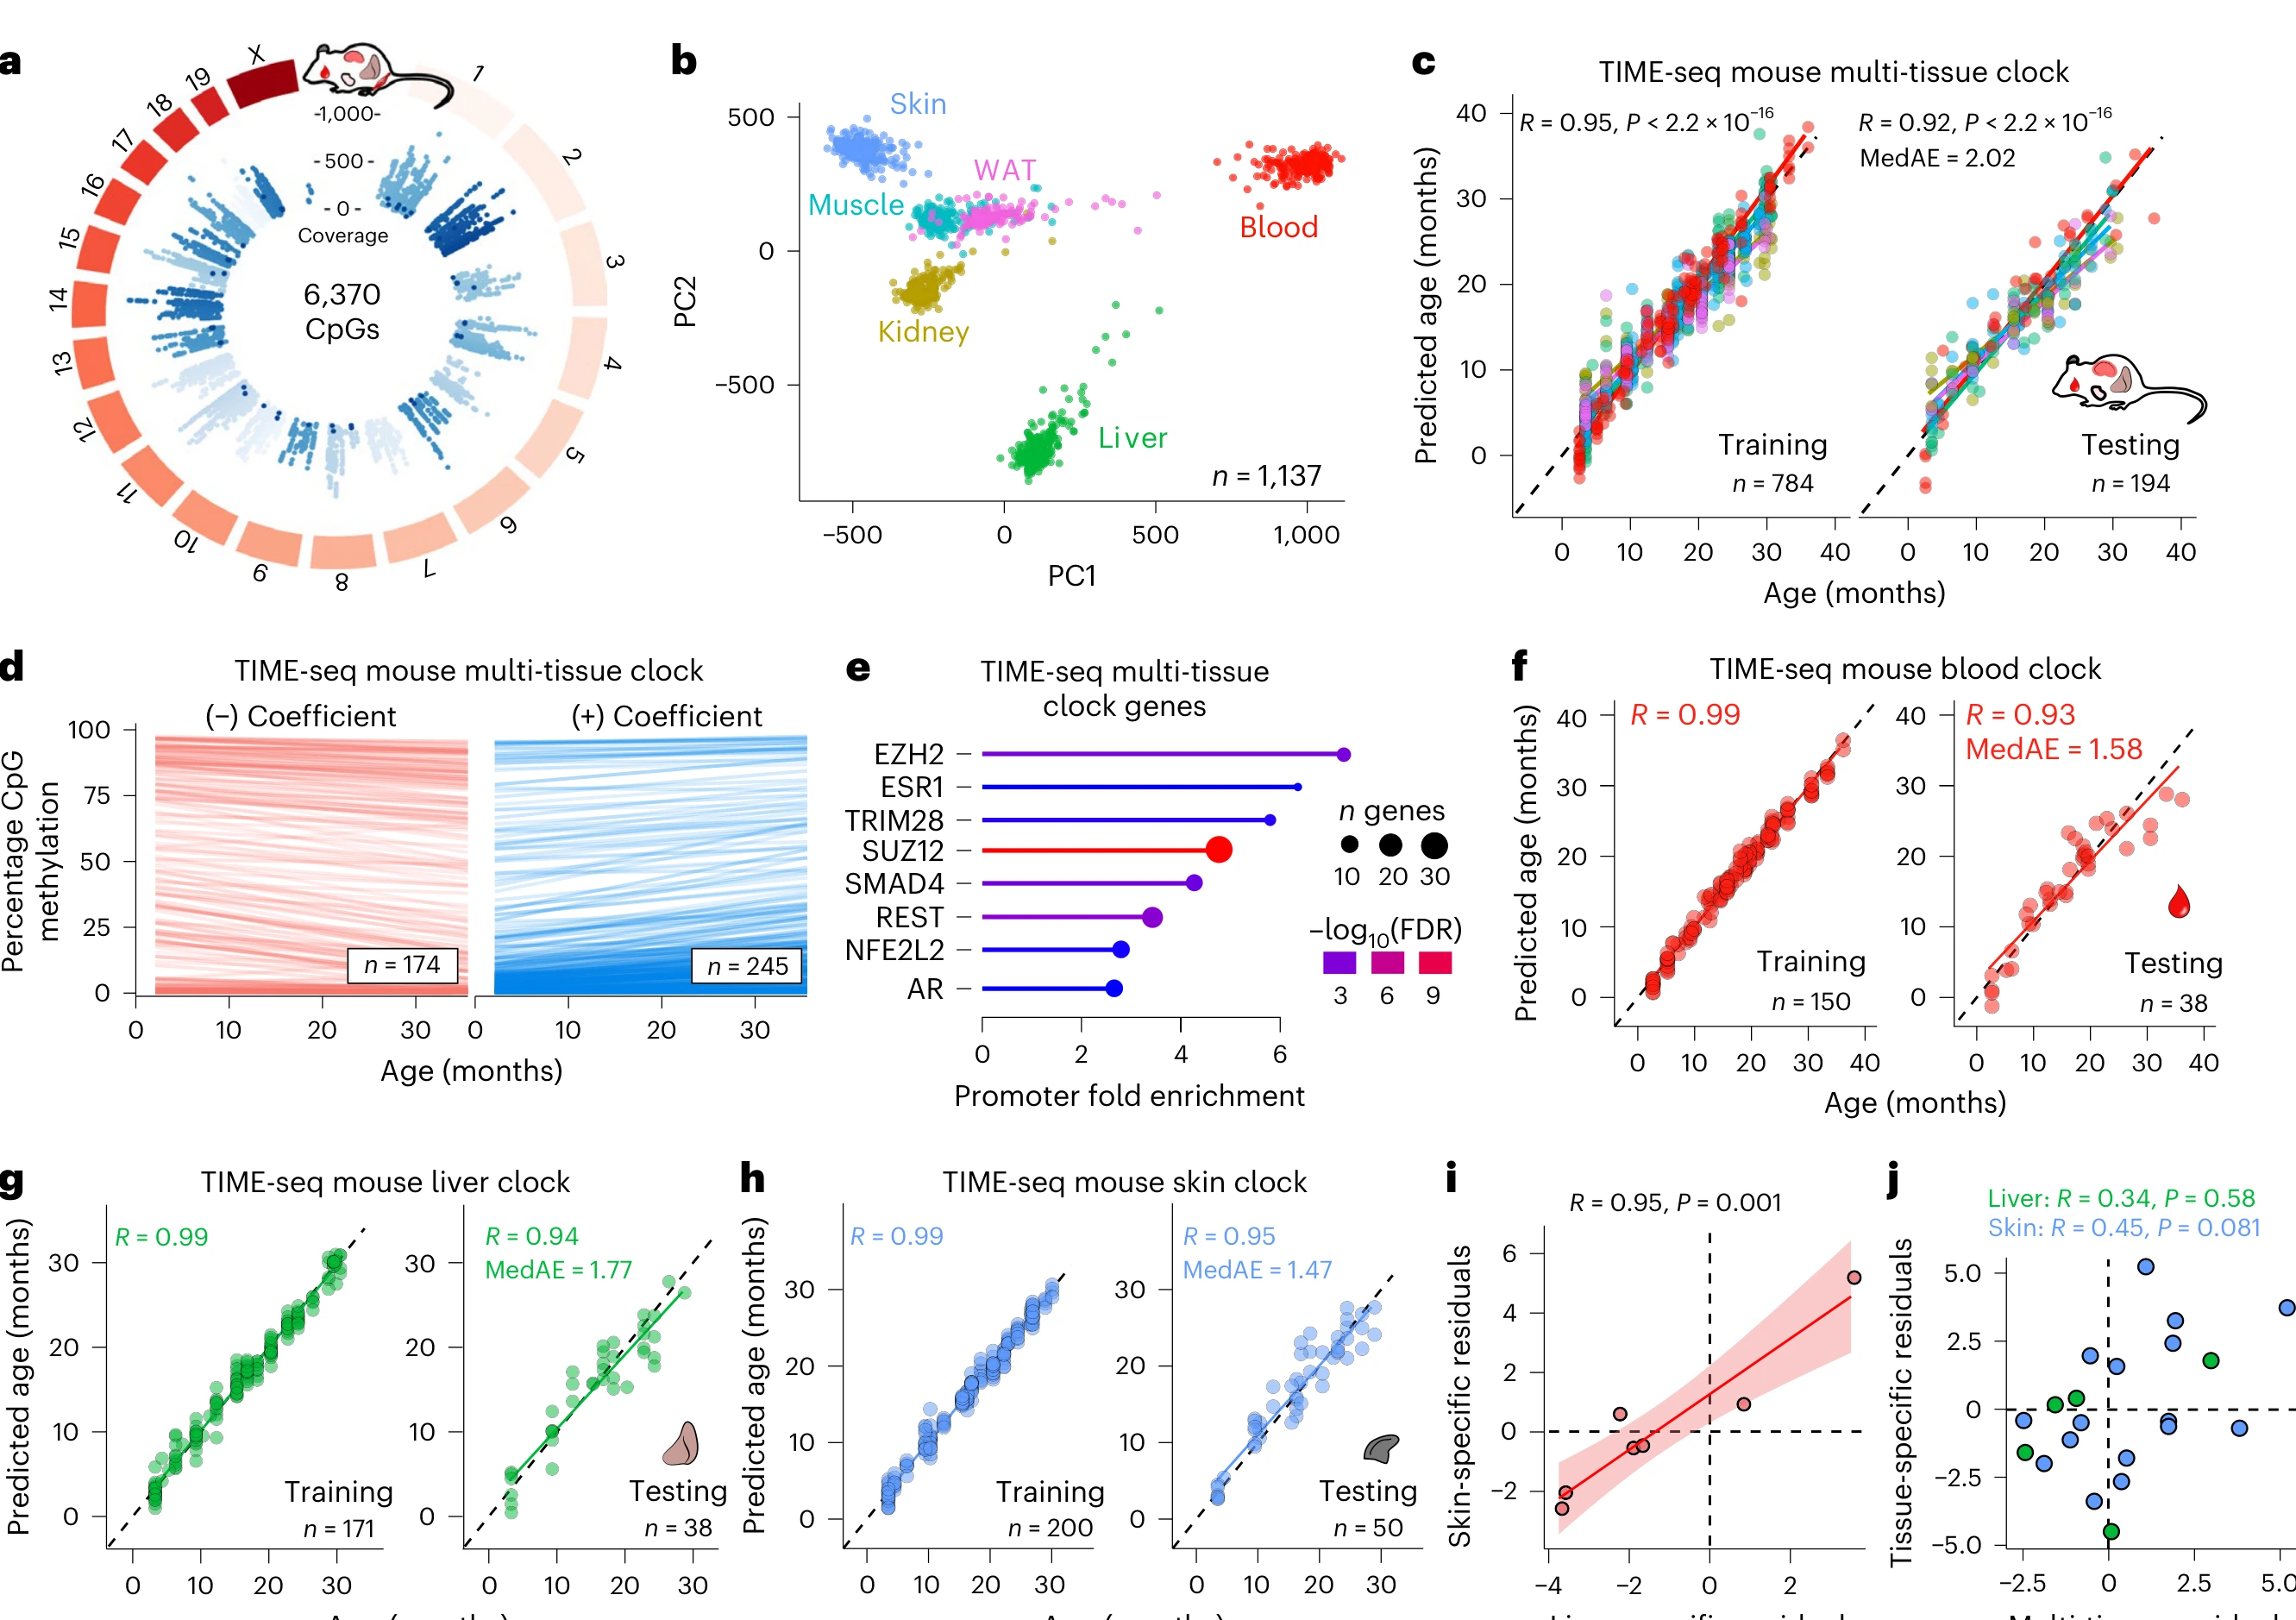 a
X
1
2
3
4
5
6
7
8
9
10
11
12
13
14
15
16
17
18
19
-1,000-
- 500 -
- 0 -
Coverage
6,370
CpGs
b
Skin
WAT
Muscle
Blood
Kidney
Liver
n = 1,137
500
0
−500
PC2
−500 0 500 1,000
PC1
c
TIME-seq mouse multi-tissue clock
R = 0.95, P < 2.2 × 10⁻¹⁶
R = 0.92, P < 2.2 × 10⁻¹⁶
MedAE = 2.02
Predicted age (months)
40
30
20
10
0
Training
n = 784
Testing
n = 194
0 10 20 30 40 0 10 20 30 40
Age (months)
d
TIME-seq mouse multi-tissue clock
(−) Coefficient (+) Coefficient
Percentage CpG
methylation
100
75
50
25
0
n = 174
n = 245
0 10 20 30 0 10 20 30
Age (months)
e
TIME-seq multi-tissue
clock genes
EZH2
ESR1
TRIM28
SUZ12
SMAD4
REST
NFE2L2
AR
n genes
10 20 30
−log₁₀(FDR)
3 6 9
0 2 4 6
Promoter fold enrichment
f
TIME-seq mouse blood clock
R = 0.99
R = 0.93
MedAE = 1.58
Predicted age (months)
40
30
20
10
0
40
30
20
10
0
Training
n = 150
Testing
n = 38
0 10 20 30 40 0 10 20 30 40
Age (months)
g
TIME-seq mouse liver clock
R = 0.99
R = 0.94
MedAE = 1.77
Predicted age (months)
30
20
10
0
30
20
10
0
Training
n = 171
Testing
n = 38
0 10 20 30 0 10 20 30
h
TIME-seq mouse skin clock
R = 0.99
R = 0.95
MedAE = 1.47
Predicted age (months)
30
20
10
0
30
20
10
0
Training
n = 200
Testing
n = 50
0 10 20 30 0 10 20 30
i
R = 0.95, P = 0.001
Skin-specific residuals
6
4
2
0
−2
−4 −2 0 2
j
Liver: R = 0.34, P = 0.58
Skin: R = 0.45, P = 0.081
Tissue-specific residuals
5.0
2.5
0
−2.5
−5.0
−2.5 0 2.5 5.0